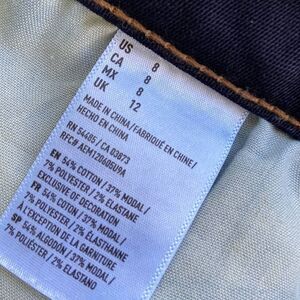 US 8
CA 8
MX 8
UK 12
MADE IN CHINA/FABRIQUÉ EN CHINE/
HECHO EN CHINA
RN 54485 / CA 03873
EN 54% COTTON / 37% MODAL/
7% POLYESTER / 2% ELASTANE
EXCLUSIVE OF DECORATION
FR 54% COTON / 37% MODAL/
7% POLYESTER / 2% ÉLASTHANNE
À L'EXCEPTION DE LA GARNITURE
SP 54% ALGODÓN / 37% MODAL/
7% POLIÉSTER / 2% ELASTANO